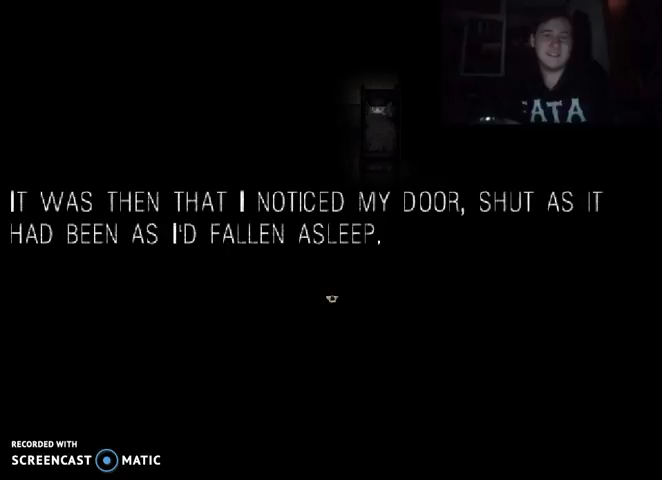 ATA
IT WAS THEN THAT I NOTICED MY DOOR, SHUT AS IT
HAD BEEN AS I'D FALLEN ASLEEP.
RECORDED WITH
SCREENCAST MATIC